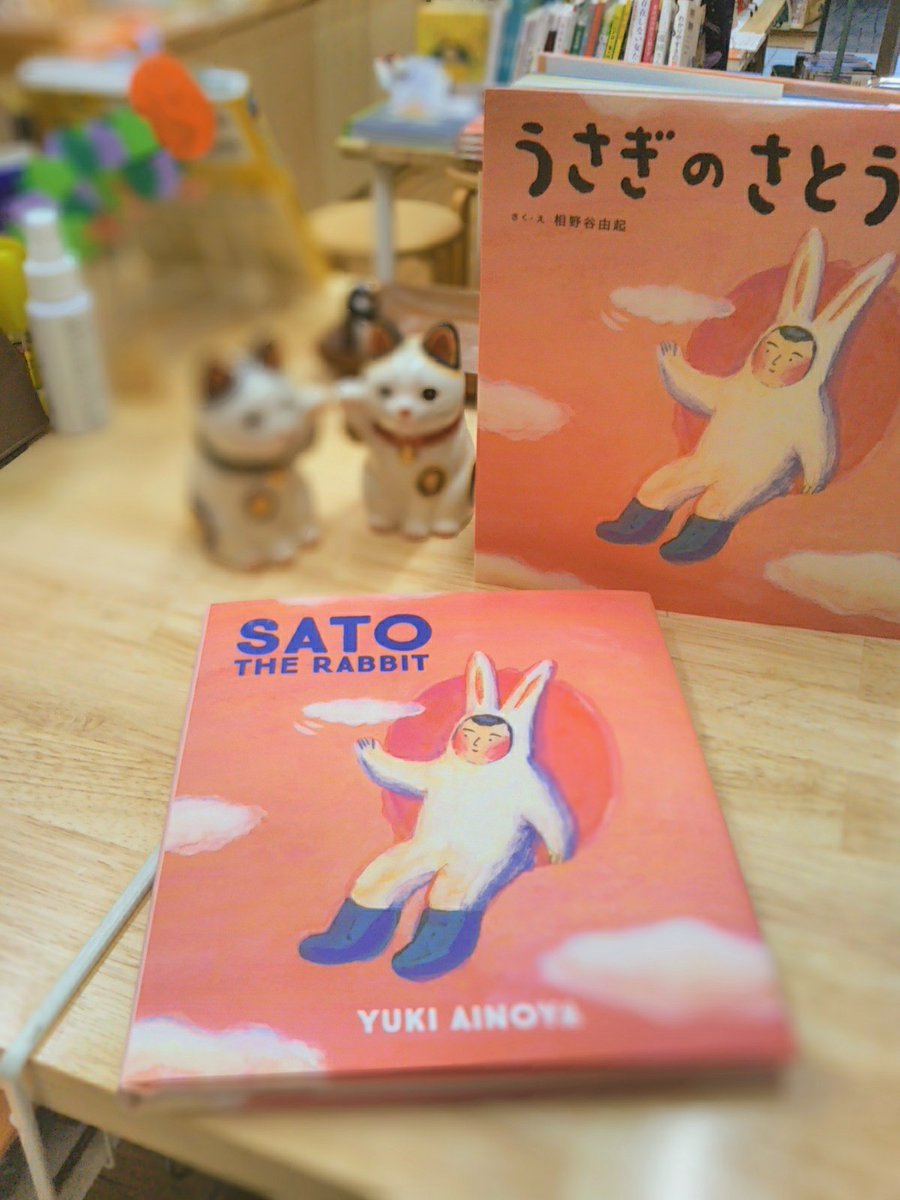 うさぎのさとう
さく・え 相野谷由起
SATO
THE RABBIT
YUKI AINOYA